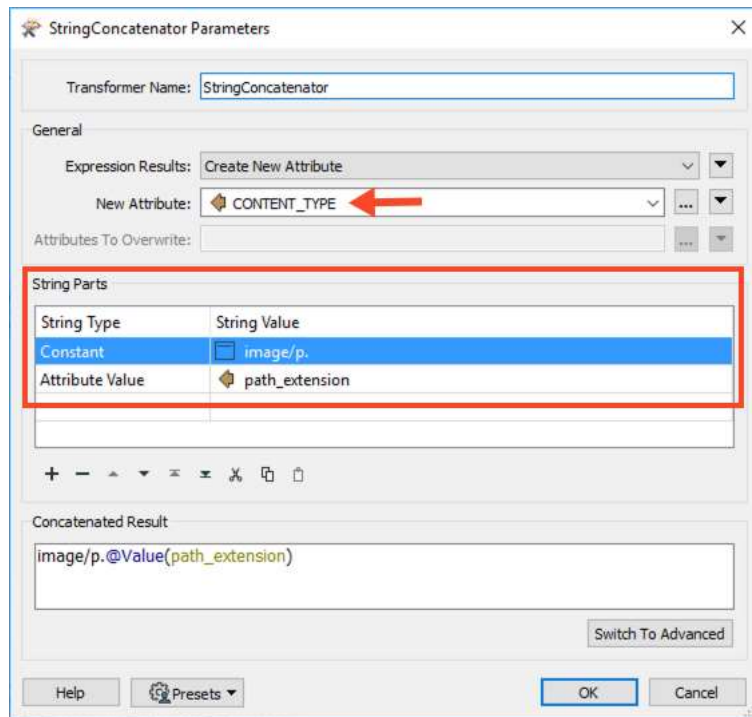 StringConcatenator Parameters
Transformer Name: StringConcatenator
General
Expression Results: Create New Attribute
New Attribute: CONTENT_TYPE ...
Attributes To Overwrite: ...
String Parts
String Type String Value
Constant image/p.
Attribute Value path_extension
Concatenated Result
image/p.@Value(path_extension)
Switch To Advanced
Help Presets OK Cancel